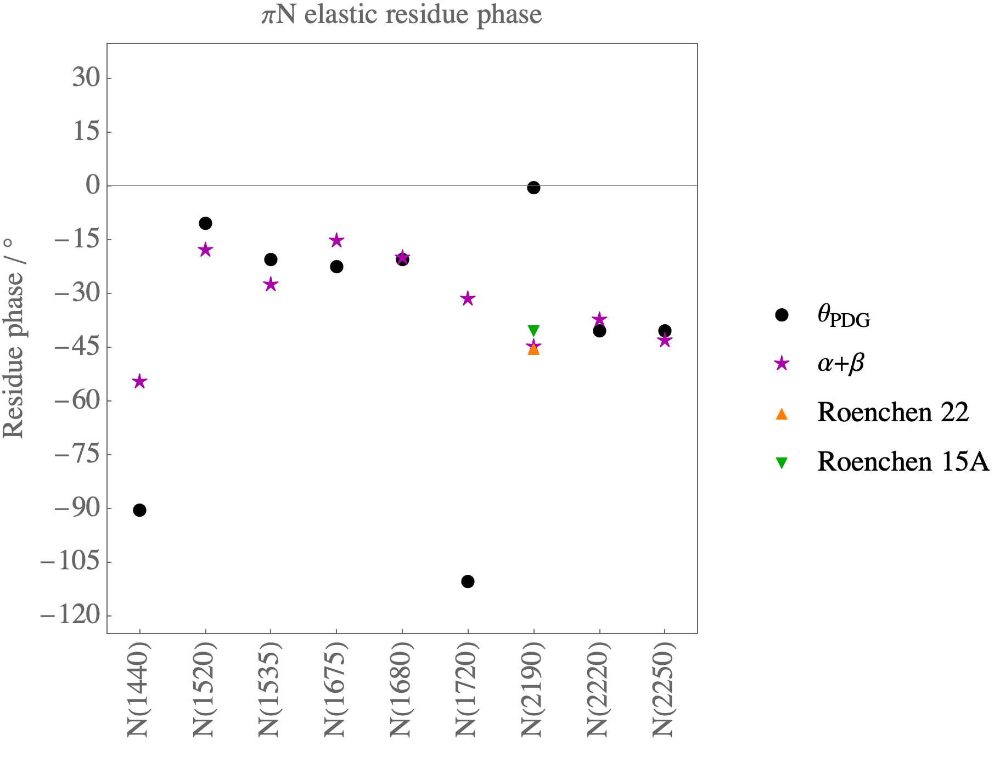 πN elastic residue phase
Residue phase / °
30
15
0
−15
−30
−45
−60
−75
−90
−105
−120
N(1440)
N(1520)
N(1535)
N(1675)
N(1680)
N(1720)
N(2190)
N(2220)
N(2250)
θPDG
α+β
Roenchen 22
Roenchen 15A